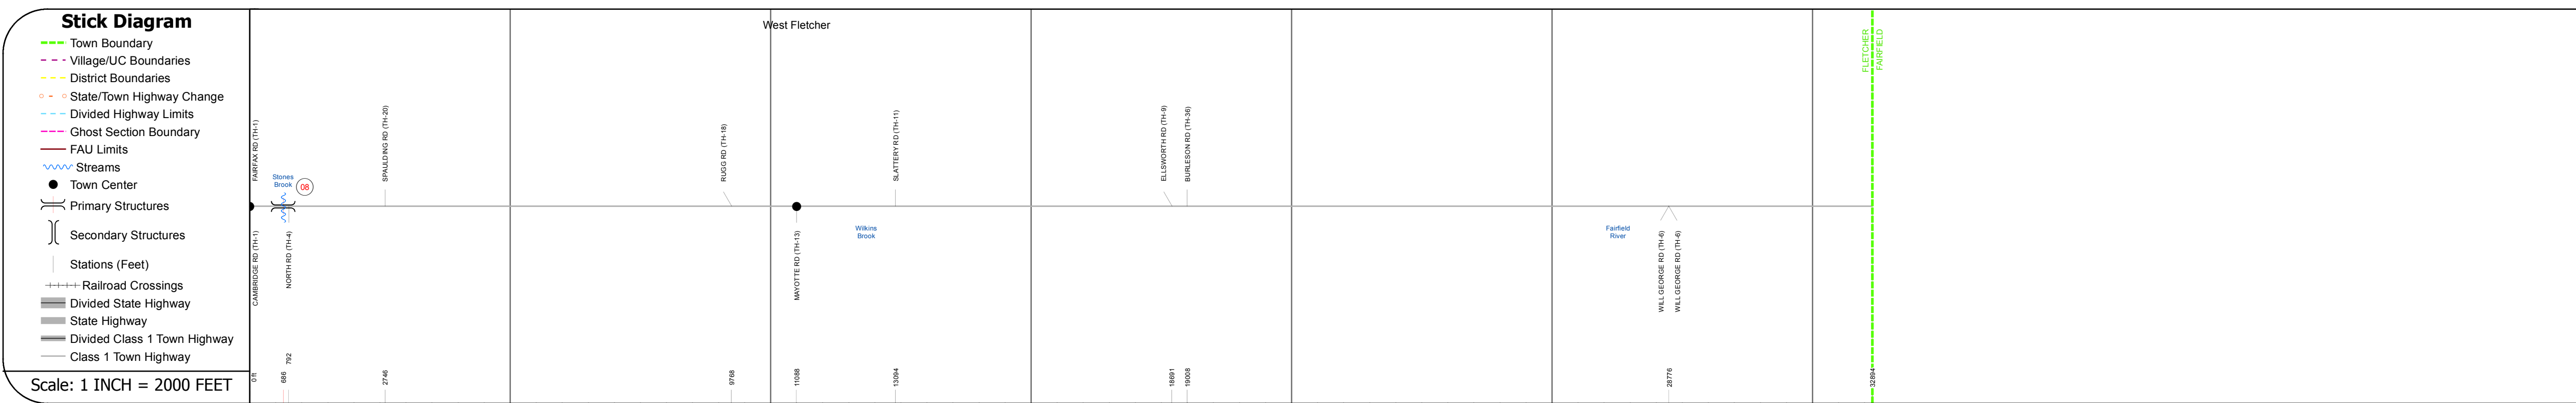 Stick Diagram
Town Boundary
Village/UC Boundaries
District Boundaries
State/Town Highway Change
Divided Highway Limits
Ghost Section Boundary
FAU Limits
Streams
Town Center
Primary Structures
Secondary Structures
Stations (Feet)
Railroad Crossings
Divided State Highway
State Highway
Divided Class 1 Town Highway
Class 1 Town Highway
Scale: 1 INCH = 2000 FEET
West Fletcher
FLETCHER
FAIRFIELD
FAIRFAX RD (TH-1)
Stones
Brook
08
SPAULDING RD (TH-20)
RUGG RD (TH-18)
SLATTERY RD (TH-11)
ELLSWORTH RD (TH-9)
BURLESON RD (TH-36)
CAMBRIDGE RD (TH-1)
NORTH RD (TH-4)
MAYOTTE RD (TH-13)
Wilkins
Brook
Fairfield
River
WILL GEORGE RD (TH-6)
WILL GEORGE RD (TH-6)
0 ft
686
792
2746
9768
11088
13094
18691
19008
28776
32894